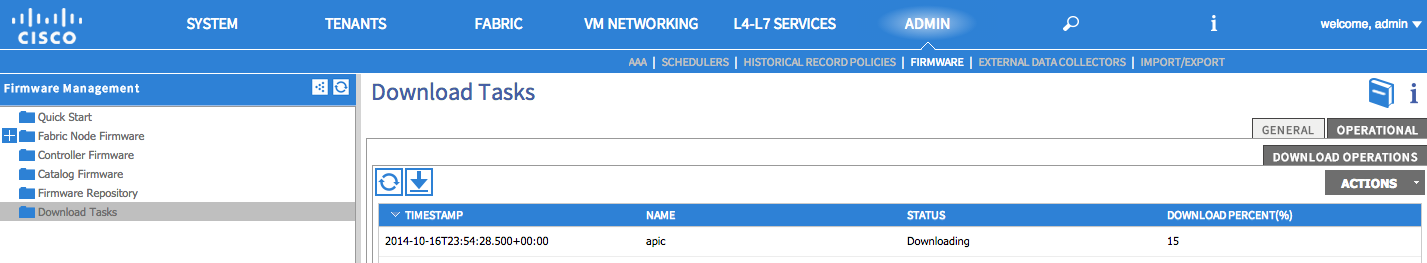 CISCO
SYSTEM TENANTS FABRIC VM NETWORKING L4-L7 SERVICES ADMIN i welcome, admin
AAA | SCHEDULERS | HISTORICAL RECORD POLICIES | FIRMWARE | EXTERNAL DATA COLLECTORS | IMPORT/EXPORT
Firmware Management
Quick Start
Fabric Node Firmware
Controller Firmware
Catalog Firmware
Firmware Repository
Download Tasks
Download Tasks i
GENERAL OPERATIONAL
DOWNLOAD OPERATIONS
ACTIONS
TIMESTAMP NAME STATUS DOWNLOAD PERCENT(%)
2014-10-16T23:54:28.500+00:00 apic Downloading 15